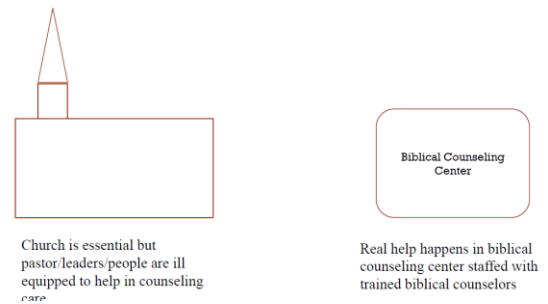 Biblical Counseling
Center
Church is essential but
pastor/leaders/people are ill
equipped to help in counseling
care
Real help happens in biblical
counseling center staffed with
trained biblical counselors